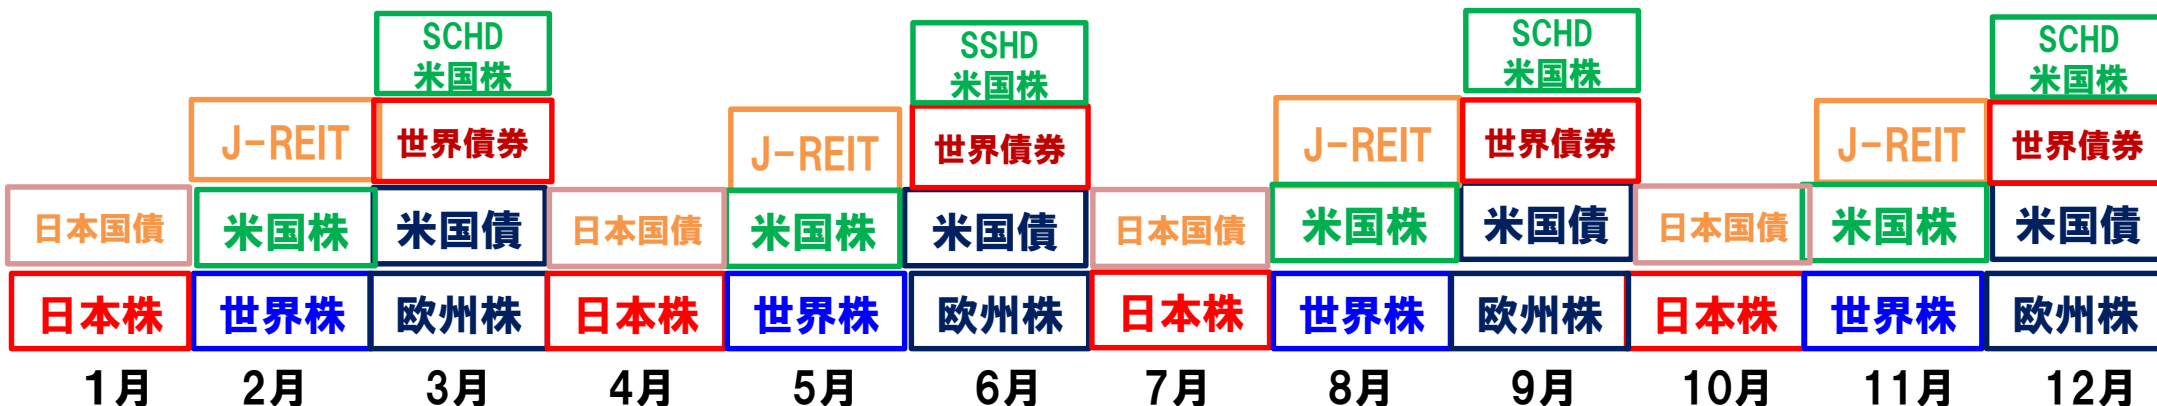 SCHD
米国株
SSHD
米国株
SCHD
米国株
SCHD
米国株
J-REIT
世界債券
J-REIT
世界債券
J-REIT
世界債券
J-REIT
世界債券
日本国債
米国株
米国債
日本国債
米国株
米国債
日本国債
米国株
米国債
日本国債
米国株
米国債
日本株
世界株
欧州株
日本株
世界株
欧州株
日本株
世界株
欧州株
日本株
世界株
欧州株
1月 2月 3月 4月 5月 6月 7月 8月 9月 10月 11月 12月